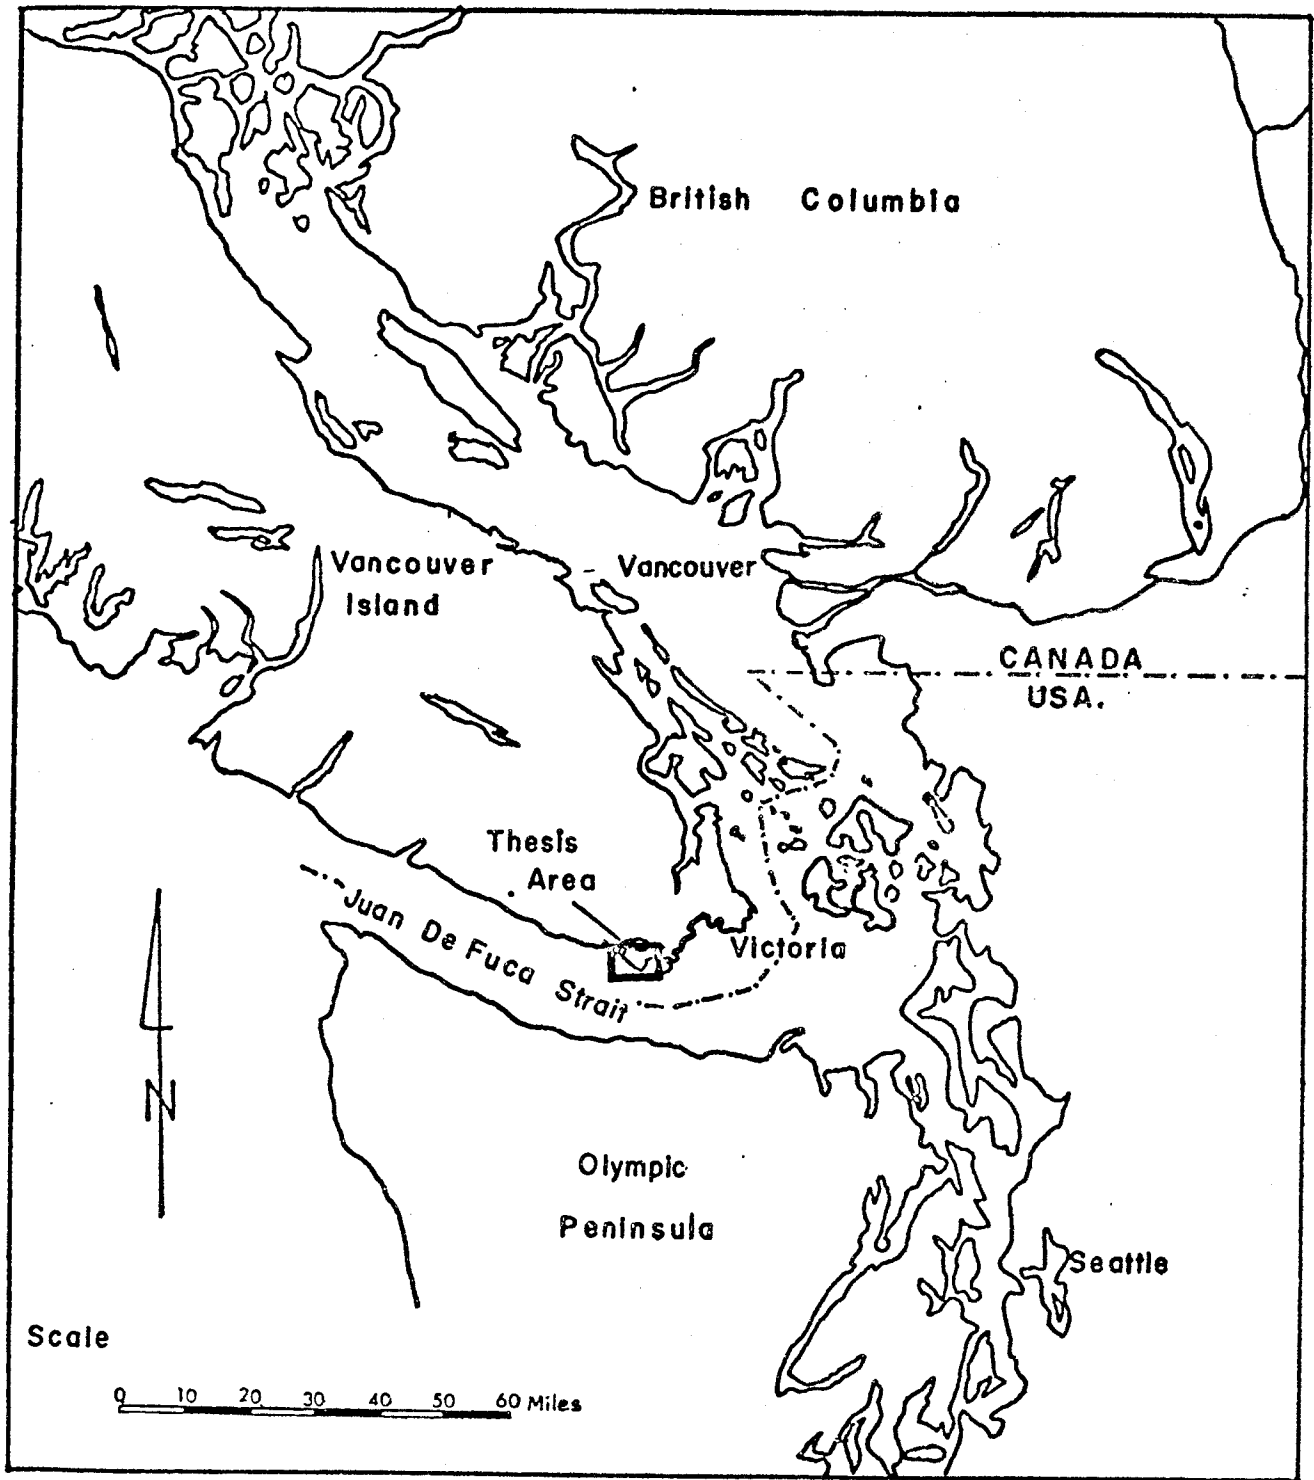 British Columbia
Vancouver
Island
Vancouver
CANADA
USA.
Thesis
Area
Juan De Fuca Strait
Victoria
N
Olympic
Peninsula
Seattle
Scale
0 10 20 30 40 50 60 Miles